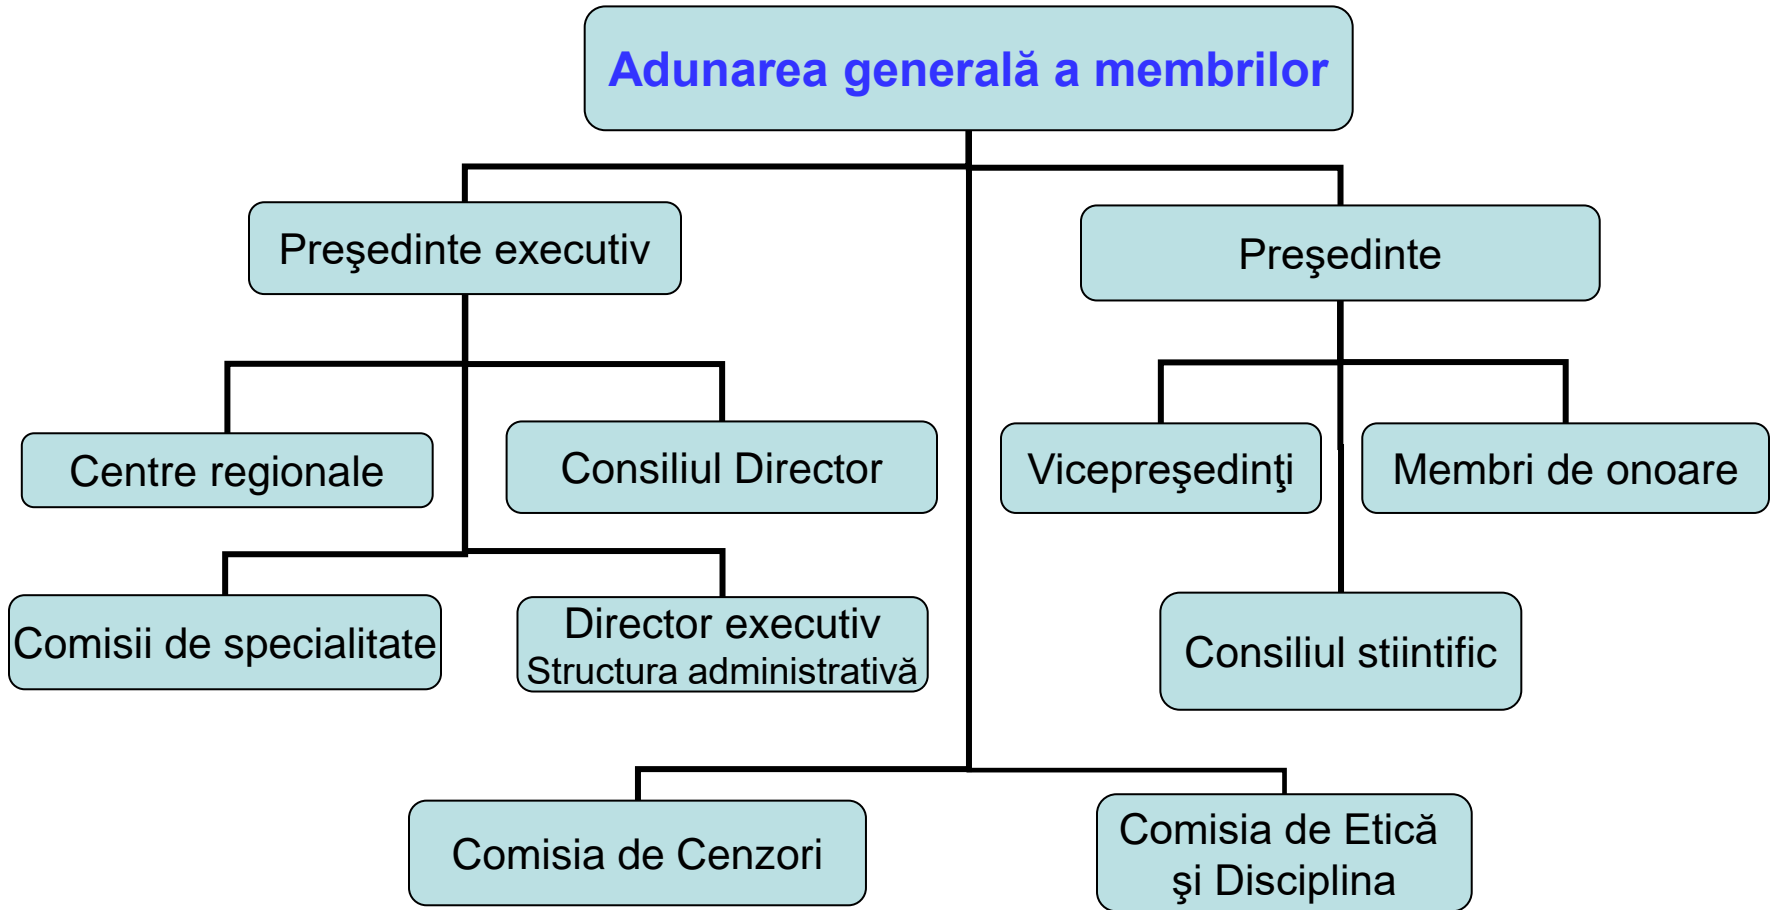 Adunarea generală a membrilor
Preşedinte executiv
Preşedinte
Centre regionale
Consiliul Director
Vicepreşedinţi
Membri de onoare
Comisii de specialitate
Director executiv
Structura administrativă
Consiliul stiintific
Comisia de Cenzori
Comisia de Etică
şi Disciplina